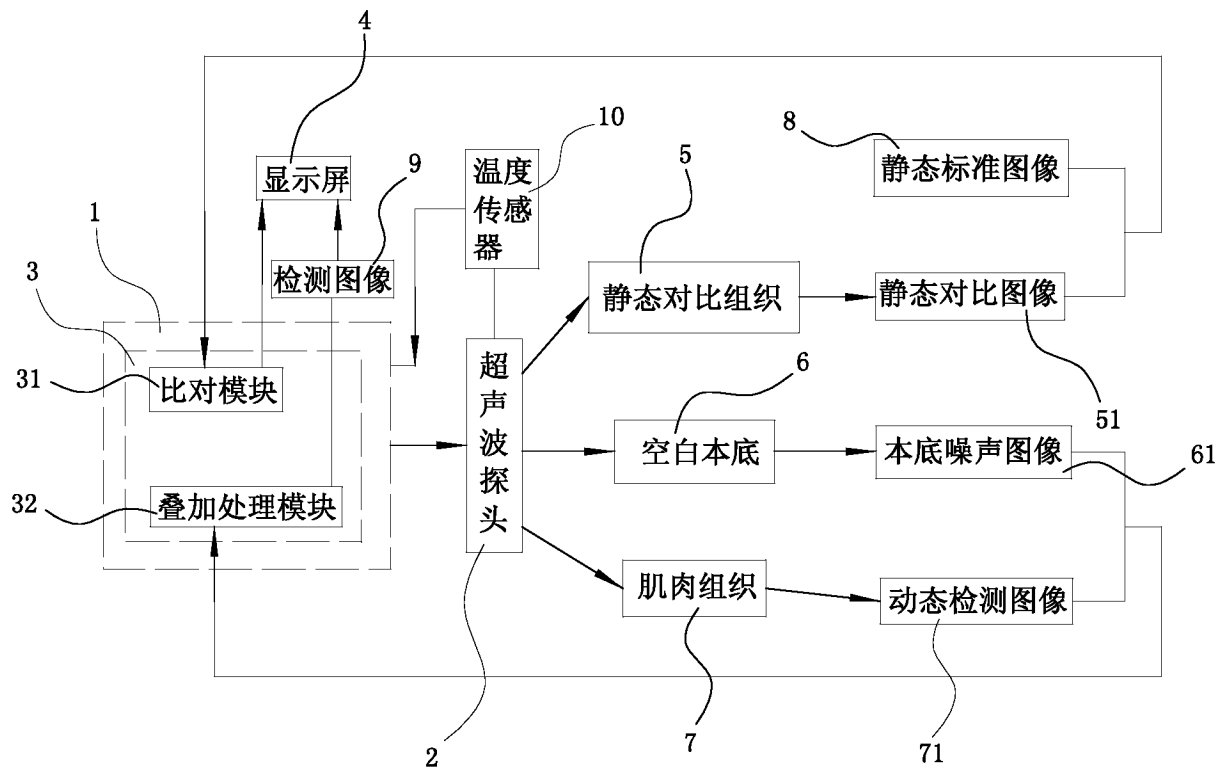 4
10
8
显示屏
9
温度
传感
器
5
静态标准图像
1
3
检测图像
静态对比组织
静态对比图像
31
比对模块
超声波探头
6
51
空白本底
本底噪声图像
61
32
叠加处理模块
肌肉组织
动态检测图像
2
7
71